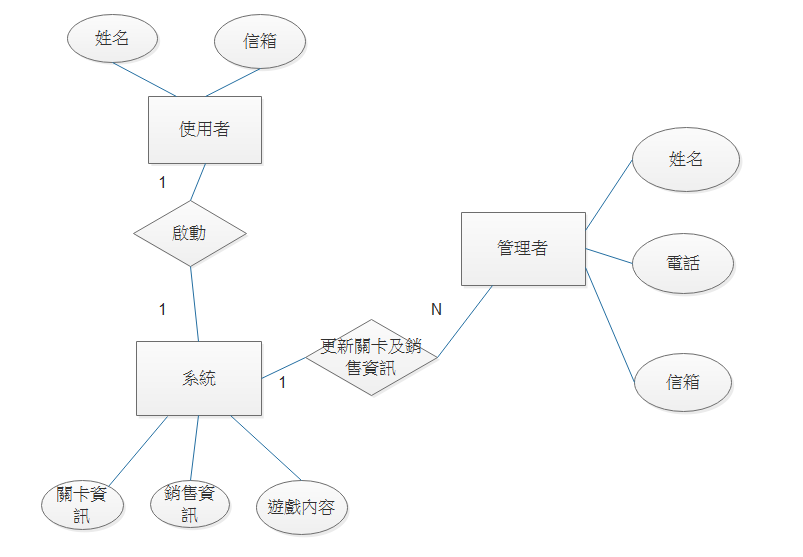 姓名
信箱
使用者
1
啟動
1
系統
關卡資
訊
銷售資
訊
遊戲內容
1
更新關卡及銷
售資訊
N
管理者
姓名
電話
信箱